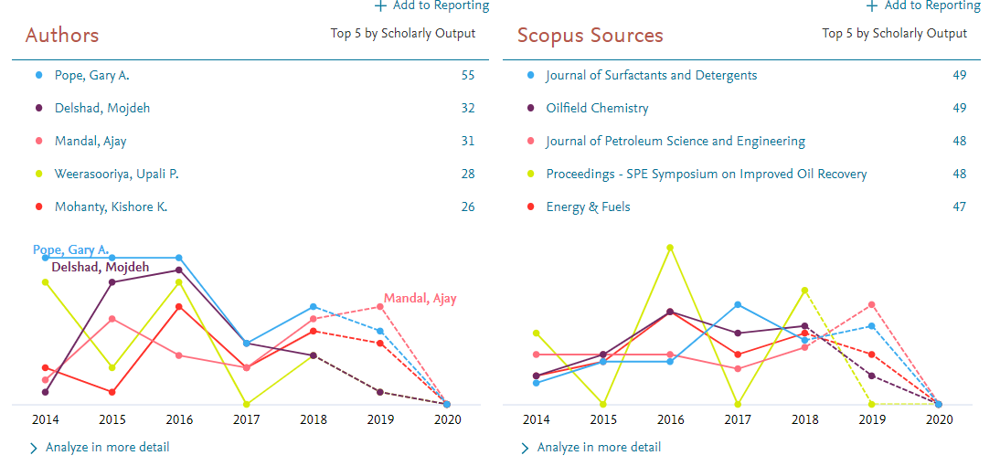 + Add to Reporting
Authors
Top 5 by Scholarly Output
Pope, Gary A. 55
Delshad, Mojdeh 32
Mandal, Ajay 31
Weerasooriya, Upali P. 28
Mohanty, Kishore K. 26
Pope, Gary A.
Delshad, Mojdeh
Mandal, Ajay
2014 2015 2016 2017 2018 2019 2020
Analyze in more detail
+ Add to Reporting
Scopus Sources
Top 5 by Scholarly Output
Journal of Surfactants and Detergents 49
Oilfield Chemistry 49
Journal of Petroleum Science and Engineering 48
Proceedings - SPE Symposium on Improved Oil Recovery 48
Energy & Fuels 47
2014 2015 2016 2017 2018 2019 2020
Analyze in more detail